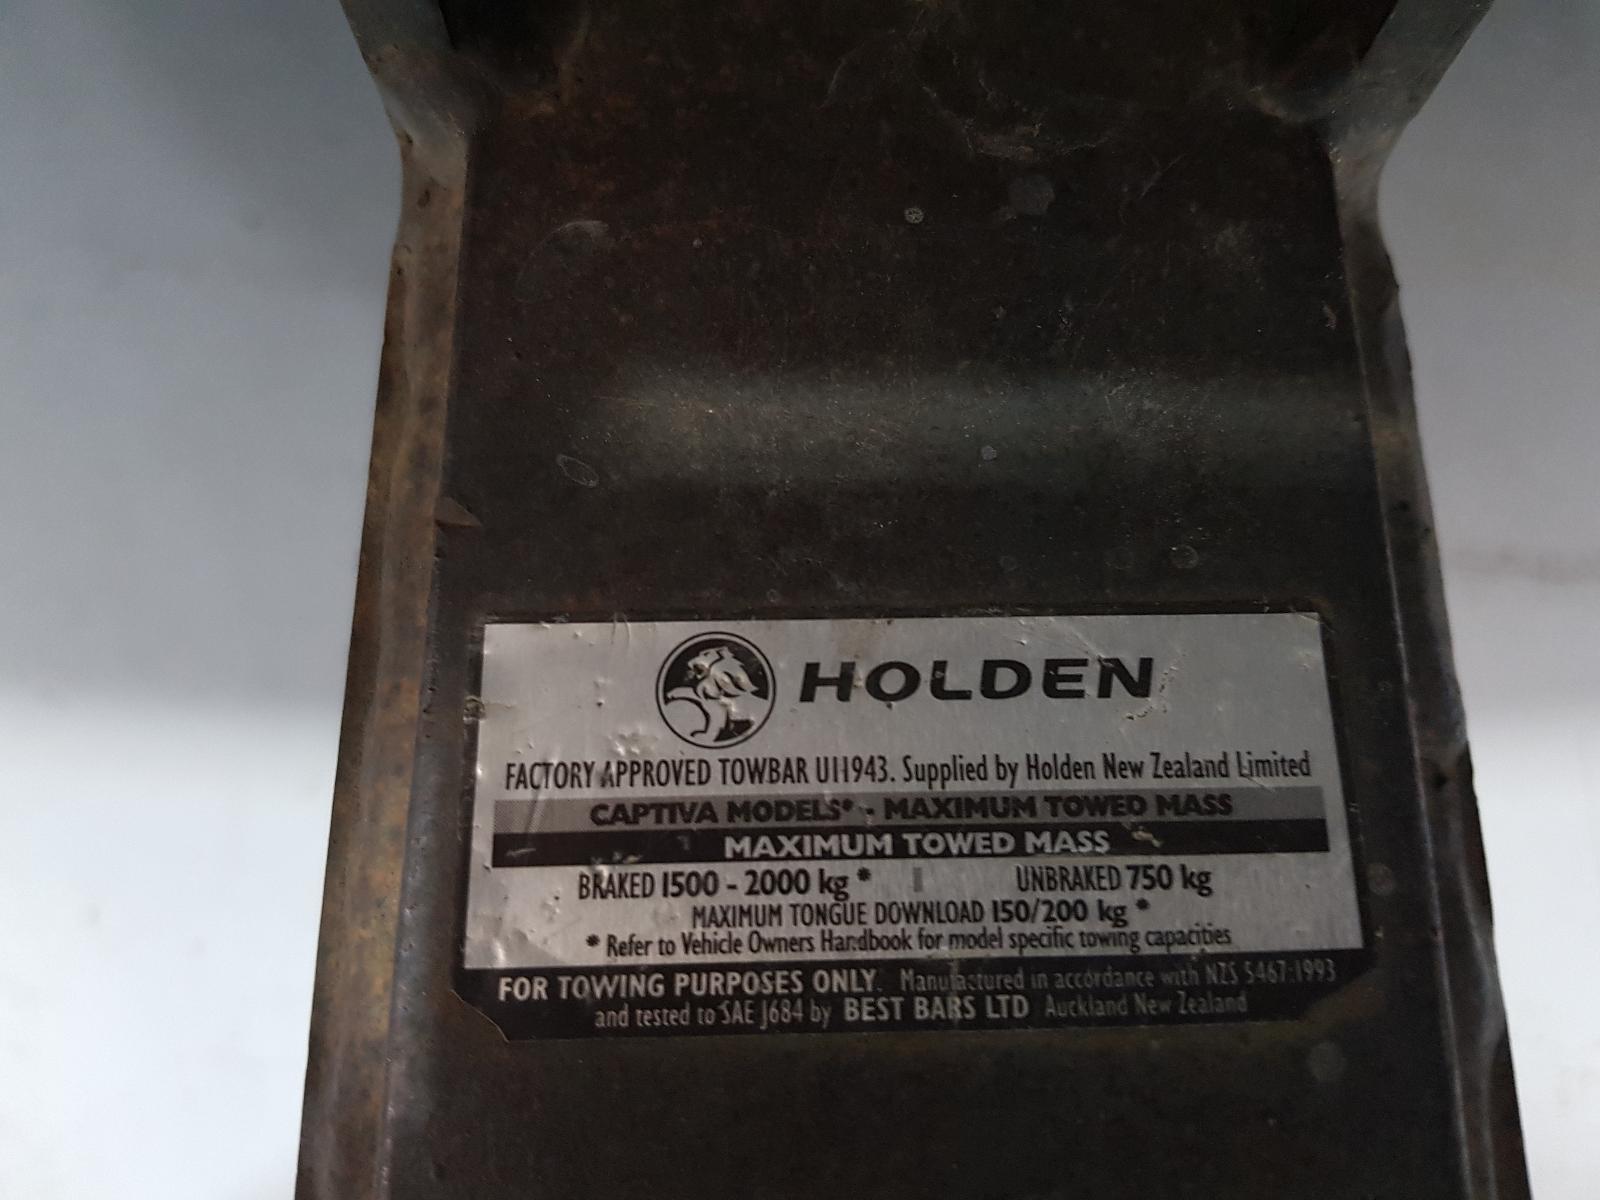 HOLDEN
FACTORY APPROVED TOWBAR U11943. Supplied by Holden New Zealand Limited
CAPTIVA MODELS* - MAXIMUM TOWED MASS
MAXIMUM TOWED MASS
BRAKED 1500 - 2000 kg * | UNBRAKED 750 kg
MAXIMUM TONGUE DOWNLOAD 150/200 kg *
* Refer to Vehicle Owners Handbook for model specific towing capacities
FOR TOWING PURPOSES ONLY. Manufactured in accordance with NZS 5467:1993
and tested to SAE J684 by BEST BARS LTD Auckland New Zealand